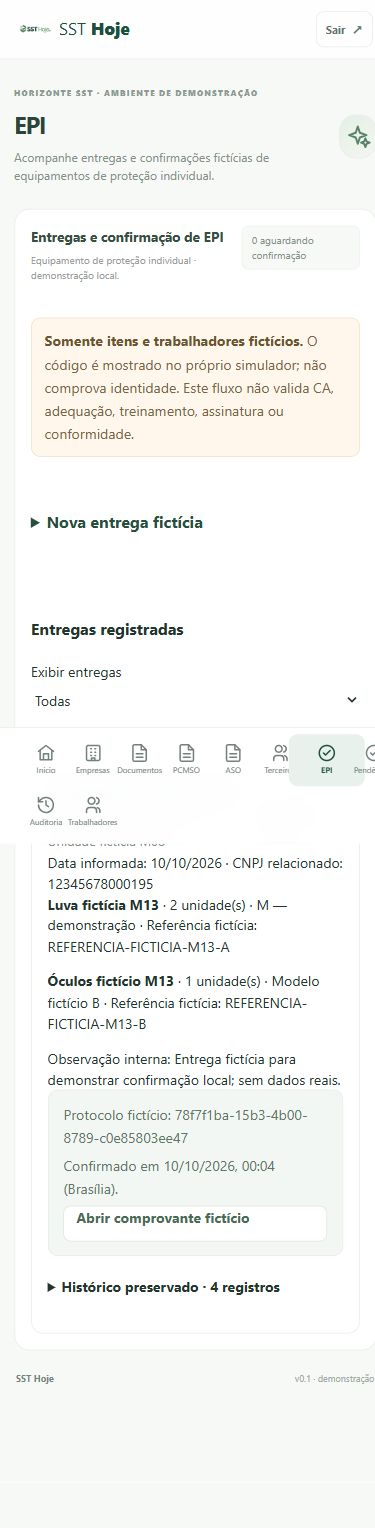 SST Hoje
SST Hoje
Sair ↗
HORIZONTE SST · AMBIENTE DE DEMONSTRAÇÃO
EPI
Acompanhe entregas e confirmações fictícias de
equipamentos de proteção individual.
Entregas e confirmação de EPI
0 aguardando
confirmação
Equipamento de proteção individual ·
demonstração local.
Somente itens e trabalhadores fictícios. O
código é mostrado no próprio simulador; não
comprova identidade. Este fluxo não valida CA,
adequação, treinamento, assinatura ou
conformidade.
▶ Nova entrega fictícia
Entregas registradas
Exibir entregas
Todas
Início Empresas Documentos PCMSO ASO Terceir EPI Pendê
Auditoria Trabalhadores
Data informada: 10/10/2026 · CNPJ relacionado:
12345678000195
Luva fictícia M13 · 2 unidade(s) · M —
demonstração · Referência fictícia:
REFERENCIA-FICTICIA-M13-A
Óculos fictício M13 · 1 unidade(s) · Modelo
fictício B · Referência fictícia: REFERENCIA-
FICTICIA-M13-B
Observação interna: Entrega fictícia para
demonstrar confirmação local; sem dados reais.
Protocolo fictício: 78f7f1ba-15b3-4b00-
8789-c0e85803ee47
Confirmado em 10/10/2026, 00:04
(Brasília).
Abrir comprovante fictício
▶ Histórico preservado · 4 registros
SST Hoje
v0.1 · demonstração